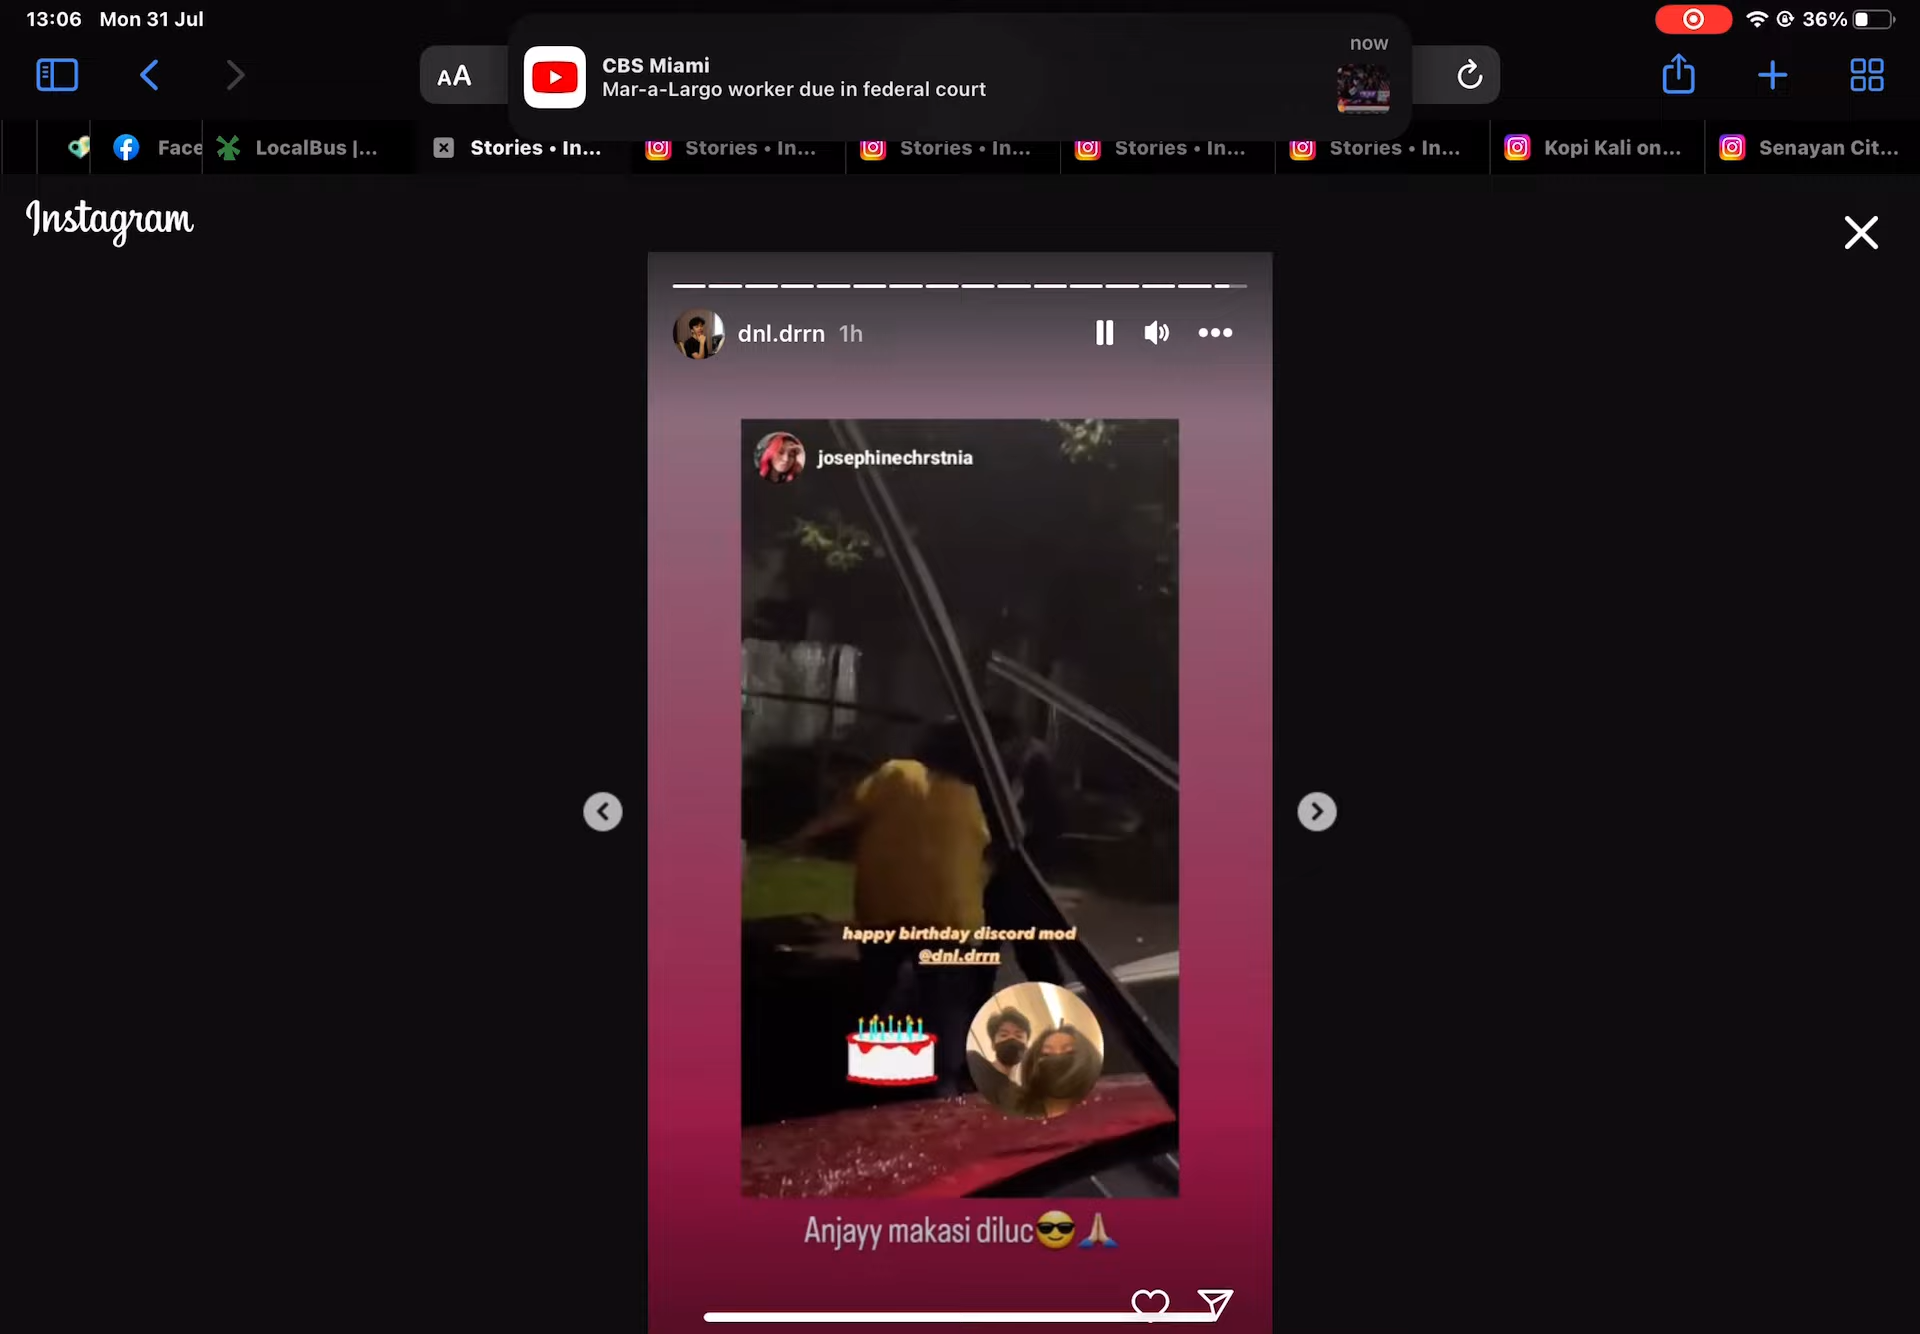 13:06 Mon 31 Jul
36%
AA
CBS Miami
now
Mar-a-Largo worker due in federal court
Face
LocalBus |...
Stories • In...
Stories • In...
Stories • In...
Stories • In...
Stories • In...
Kopi Kali on...
Senayan Cit...
Instagram
dnl.drrn 1h
josephinechrstnia
happy birthday discord mod
@dnl.drrn
Anjayy makasi diluc😎🙏🏻